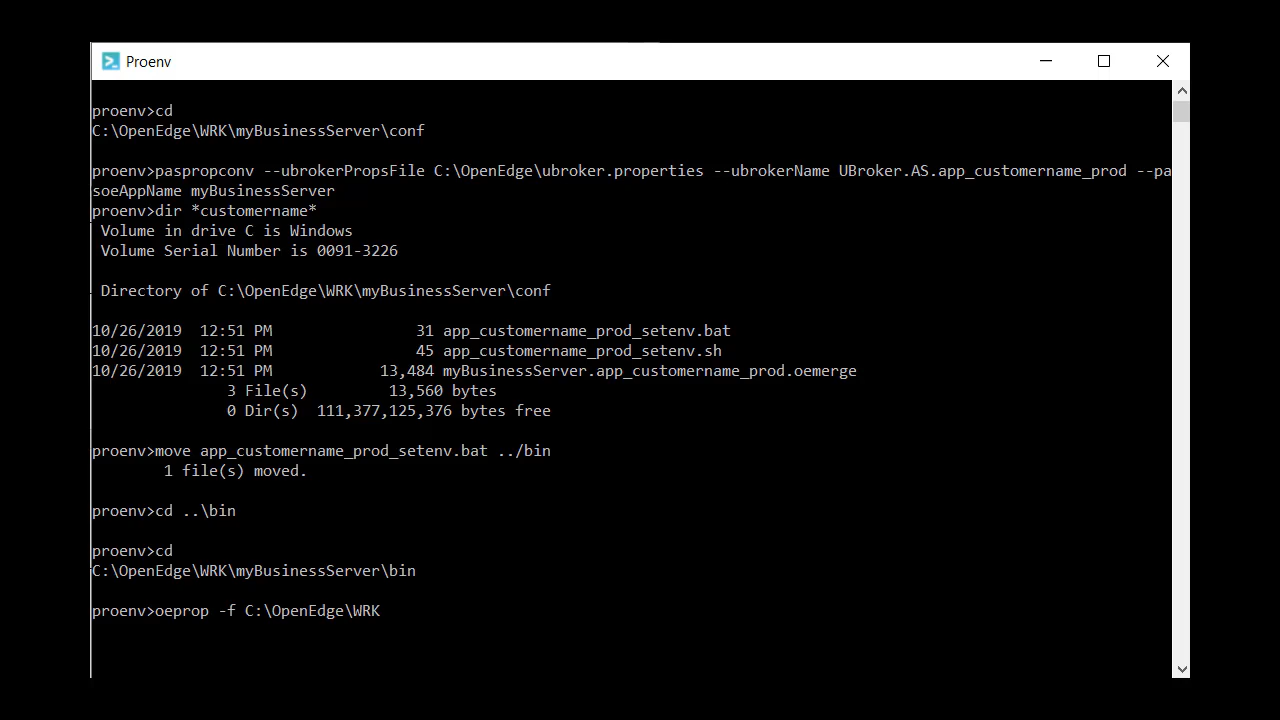 Proenv
proenv>cd
C:\OpenEdge\WRK\myBusinessServer\conf
proenv>paspropconv --ubrokerPropsFile C:\OpenEdge\ubroker.properties --ubrokerName UBroker.AS.app_customername_prod --pa
soeAppName myBusinessServer
proenv>dir *customername*
Volume in drive C is Windows
Volume Serial Number is 0091-3226
Directory of C:\OpenEdge\WRK\myBusinessServer\conf
10/26/2019  12:51 PM                31 app_customername_prod_setenv.bat
10/26/2019  12:51 PM                45 app_customername_prod_setenv.sh
10/26/2019  12:51 PM            13,484 myBusinessServer.app_customername_prod.oemerge
3 File(s)         13,560 bytes
0 Dir(s)  111,377,125,376 bytes free
proenv>move app_customername_prod_setenv.bat ../bin
1 file(s) moved.
proenv>cd ..\bin
proenv>cd
C:\OpenEdge\WRK\myBusinessServer\bin
proenv>oeprop -f C:\OpenEdge\WRK